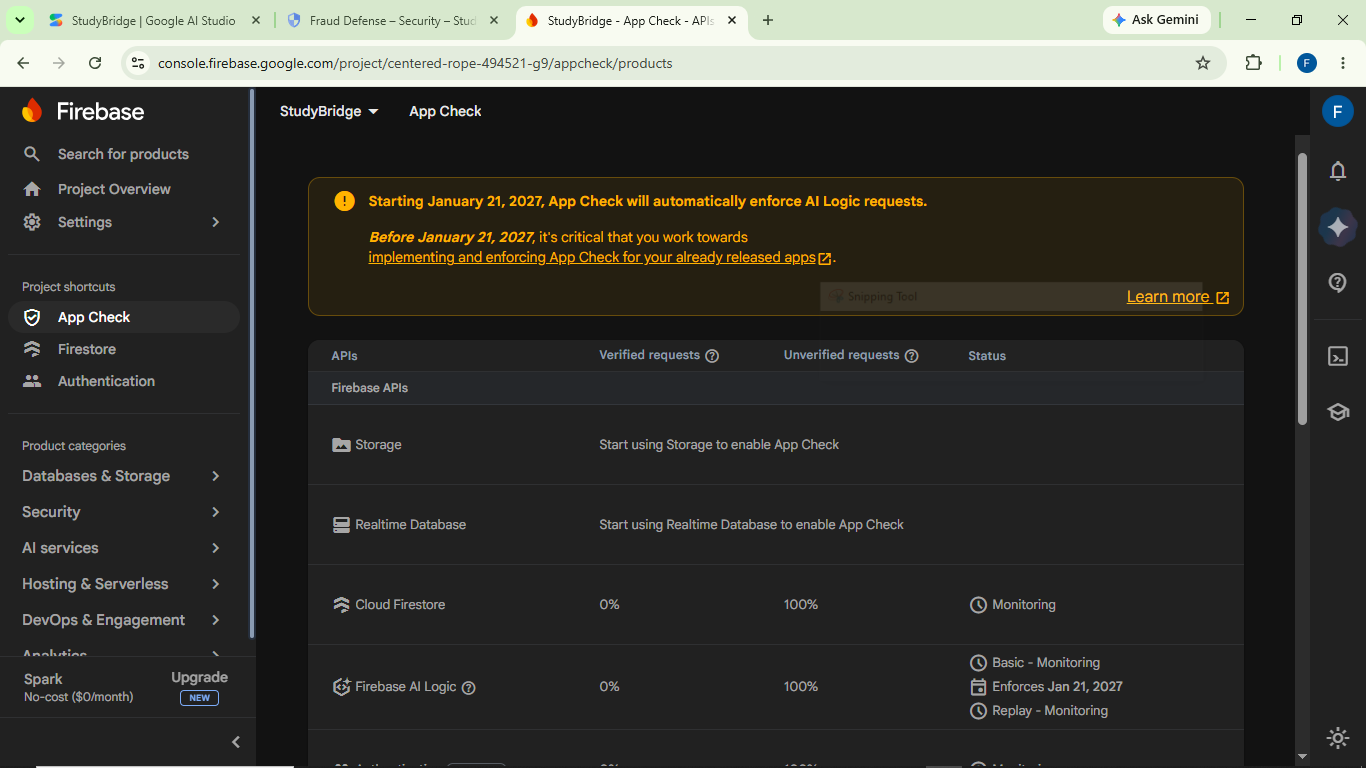 StudyBridge | Google AI Studio
Fraud Defense – Security – Stud
StudyBridge - App Check - APIs
Ask Gemini
console.firebase.google.com/project/centered-rope-494521-g9/appcheck/products
F
Firebase
StudyBridge
App Check
F
Search for products
Project Overview
Settings
Project shortcuts
App Check
Firestore
Authentication
Product categories
Databases & Storage
Security
AI services
Hosting & Serverless
DevOps & Engagement
Analytics
Spark
No-cost ($0/month)
Upgrade
NEW
Starting January 21, 2027, App Check will automatically enforce AI Logic requests.
Before January 21, 2027, it's critical that you work towards
implementing and enforcing App Check for your already released apps.
Snipping Tool
Learn more
APIs Verified requests Unverified requests Status
Firebase APIs
Storage Start using Storage to enable App Check
Realtime Database Start using Realtime Database to enable App Check
Cloud Firestore 0% 100% Monitoring
Basic - Monitoring
Firebase AI Logic 0% 100% Enforces Jan 21, 2027
Replay - Monitoring